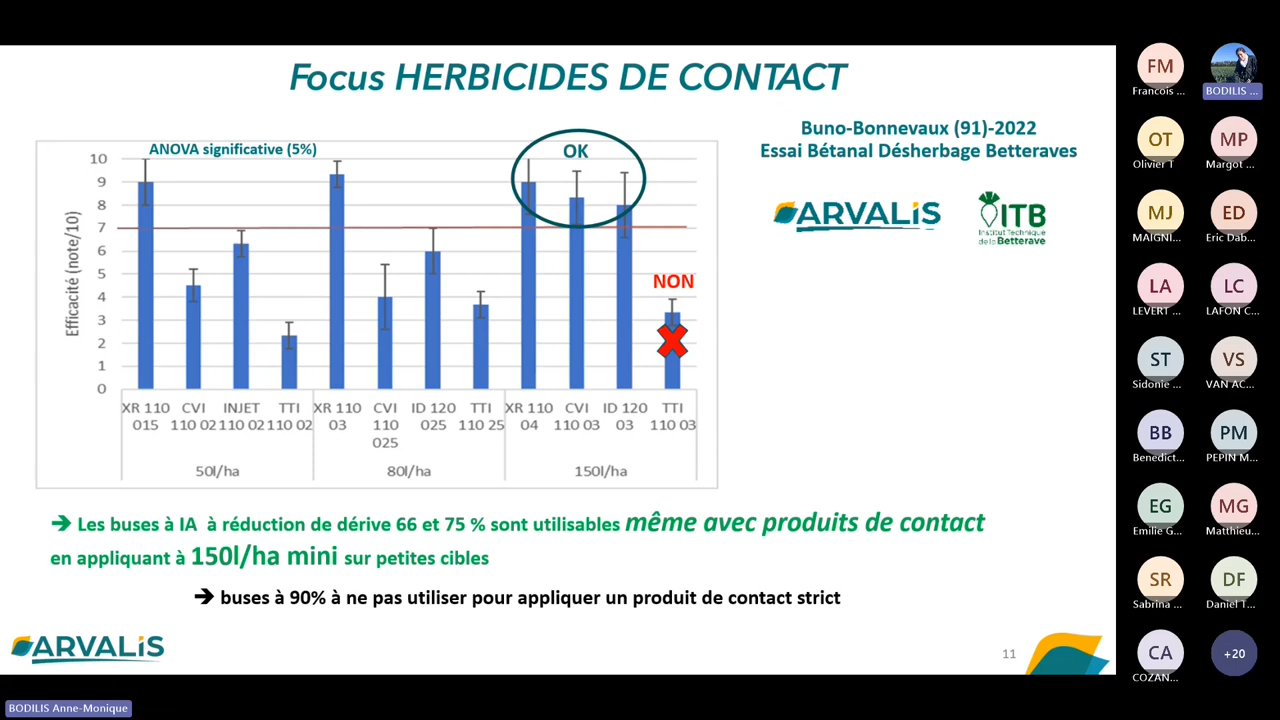 Focus HERBICIDES DE CONTACT
Buno-Bonnevaux (91)-2022
Essai Bétanal Désherbage Betteraves
ARVALIS
ITB
Institut Technique
de la Betterave
ANOVA significative (5%)
OK
NON
Efficacité (note/10)
10
9
8
7
6
5
4
3
2
1
0
XR 110 015
CVI 110 02
INJET 110 02
TTI 110 02
XR 110 03
CVI 110 025
ID 120 025
TTI 110 25
XR 110 04
CVI 110 03
ID 120 03
TTI 110 03
50l/ha
80l/ha
150l/ha
➔ Les buses à IA à réduction de dérive 66 et 75 % sont utilisables même avec produits de contact
en appliquant à 150l/ha mini sur petites cibles
➔ buses à 90% à ne pas utiliser pour appliquer un produit de contact strict
ARVALIS
11
FM
Francois ...
BODILIS ...
OT
Olivier T
MP
Margot ...
MJ
MAIGNI...
ED
Eric Dab...
LA
LEVERT ...
LC
LAFON C...
ST
Sidonie ...
VS
VAN AC...
BB
Benedict...
PM
PEPIN M...
EG
Emilie G...
MG
Matthieu...
SR
Sabrina ...
DF
Daniel T...
CA
COZAN...
+20
BODILIS Anne-Monique